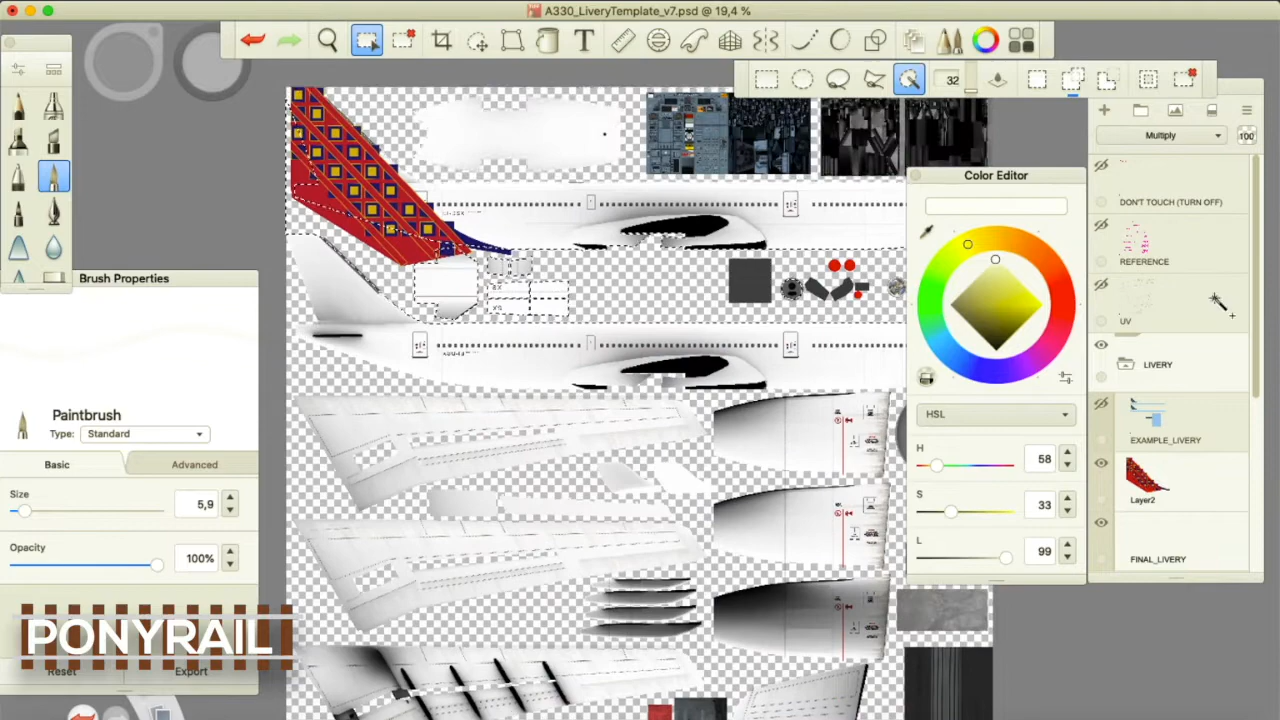 A330_LiveryTemplate_v7.psd @ 19,4 %
T
32
Multiply
100
DON'T TOUCH (TURN OFF)
REFERENCE
UV
LIVERY
EXAMPLE_LIVERY
Layer2
FINAL_LIVERY
Color Editor
HSL
H
58
S
33
L
99
Brush Properties
Paintbrush
Type: Standard
Basic
Advanced
Size
5,9
Opacity
100%
PONYRAIL
Reset
Export